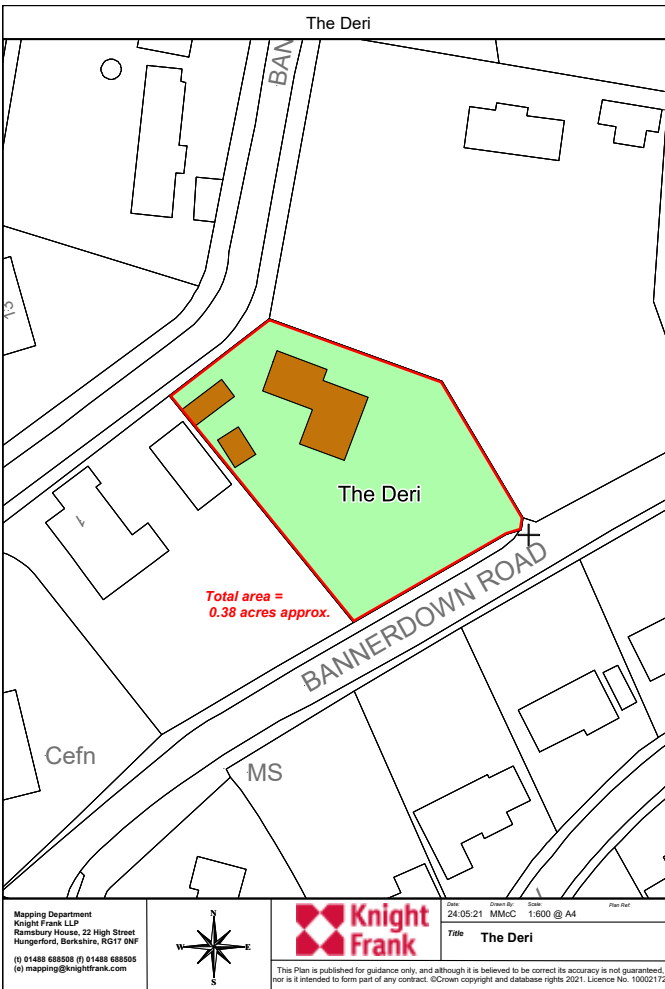 The Deri
BAN
13
The Deri
1
Total area =
0.38 acres approx.
BANNERDOWN ROAD
Cefn
MS
Mapping Department
Knight Frank LLP
Ramsbury House, 22 High Street
Hungerford, Berkshire, RG17 0NF
(t) 01488 688508 (f) 01488 688505
(e) mapping@knightfrank.com
N
W E
S
Knight
Frank
Date: Drawn By: Scale: Plan Ref:
24:05:21 MMcC 1:600 @ A4
Title The Deri
This Plan is published for guidance only, and although it is believed to be correct its accuracy is not guaranteed,
nor is it intended to form part of any contract. ©Crown copyright and database rights 2021. Licence No. 10002172